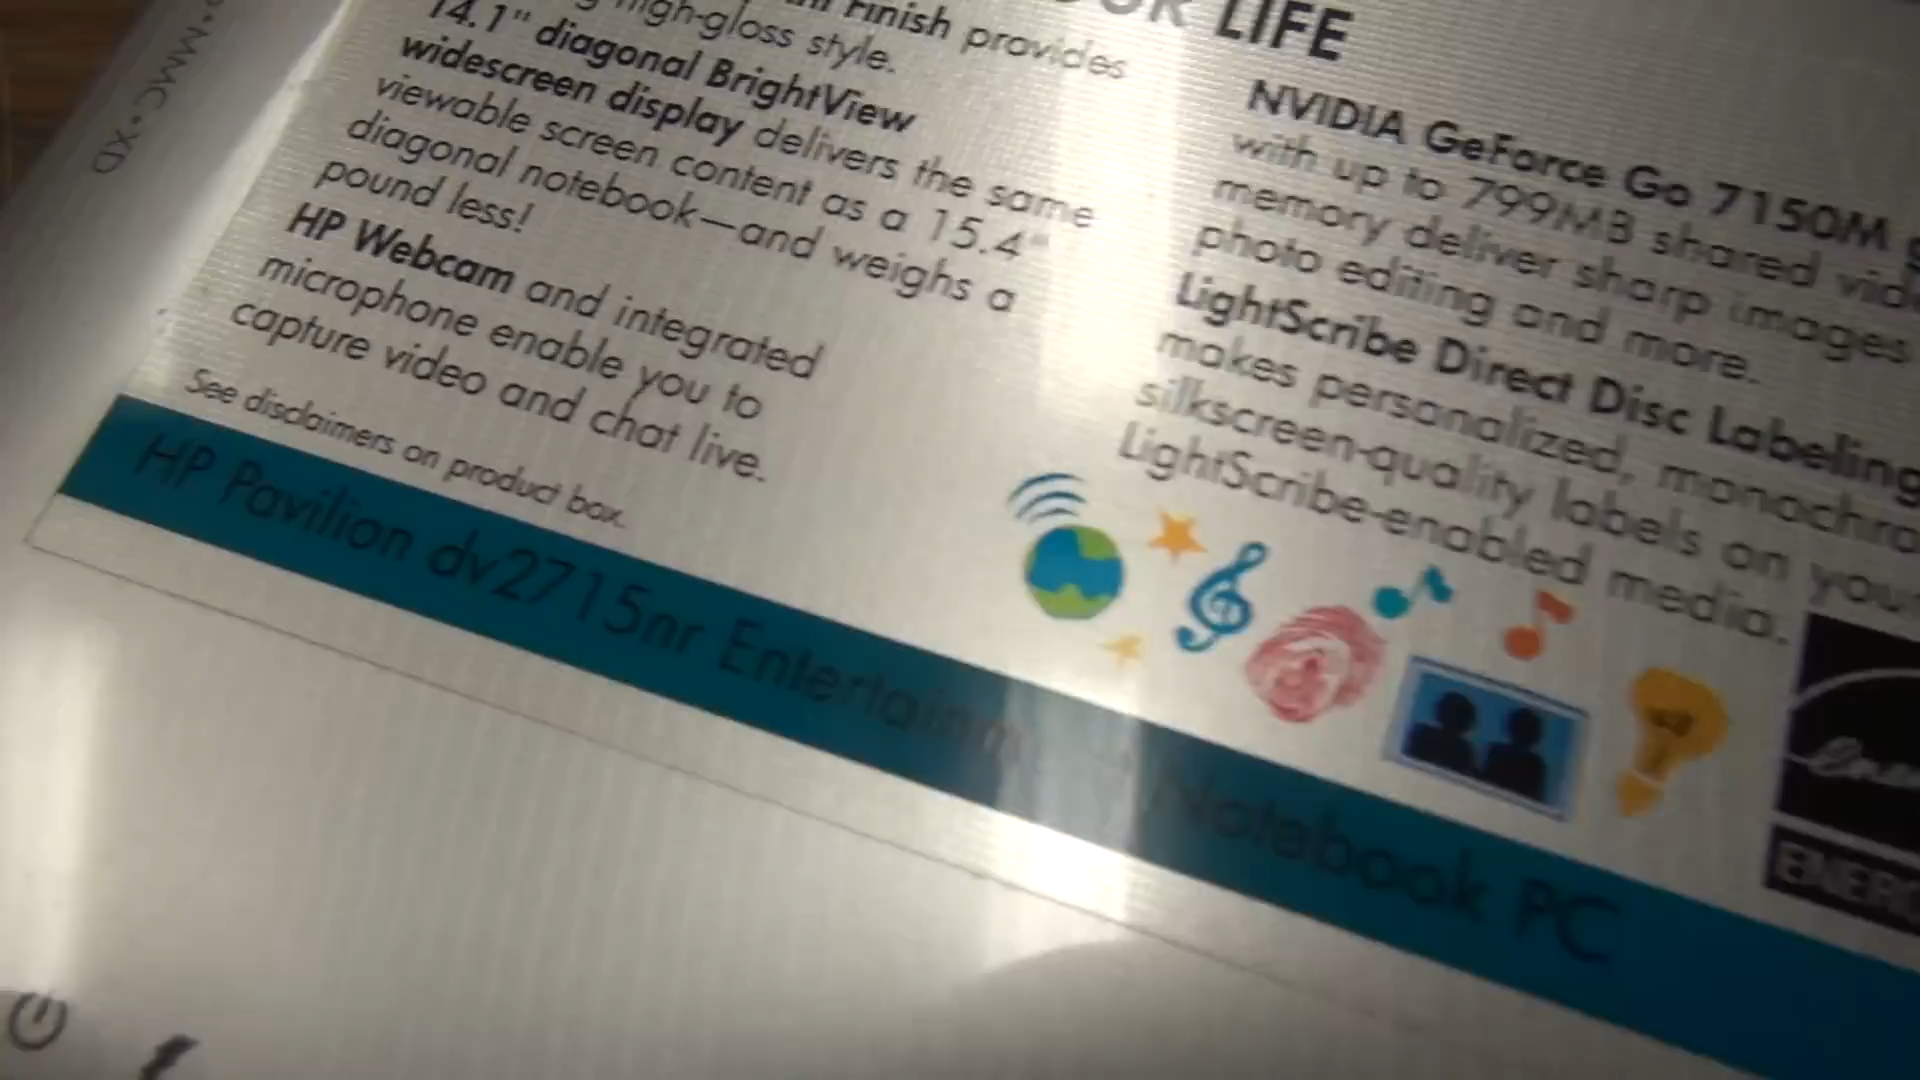 MMC•XD
Finish provides
high-gloss style.
14.1" diagonal BrightView
widescreen display delivers the same
viewable screen content as a 15.4"
diagonal notebook—and weighs a
pound less!
HP Webcam and integrated
microphone enable you to
capture video and chat live.
See disclaimers on product box.
LIFE
NVIDIA GeForce Go 7150M
with up to 799MB shared
memory deliver sharp images
photo editing and more.
LightScribe Direct Disc Labeling
makes personalized,
silkscreen-quality labels on
LightScribe-enabled media.
HP Pavilion dv2715nr Notebook PC